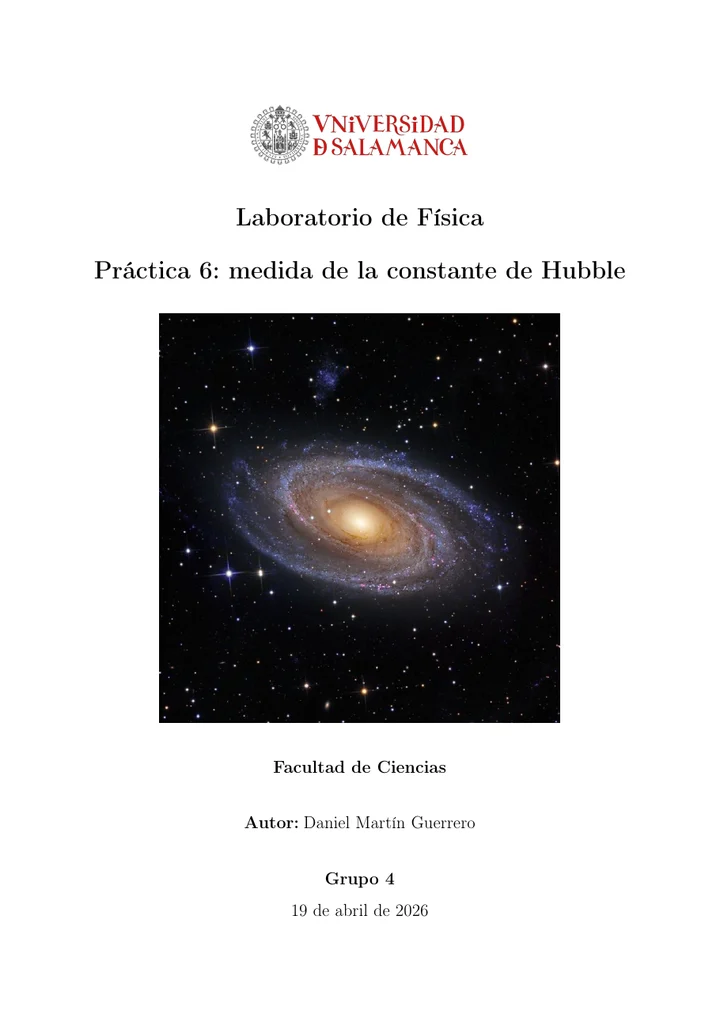 VNiVERSiDAD
D SALAMANCA
Laboratorio de Física
Práctica 6: medida de la constante de Hubble
Facultad de Ciencias
Autor: Daniel Martín Guerrero
Grupo 4
19 de abril de 2026